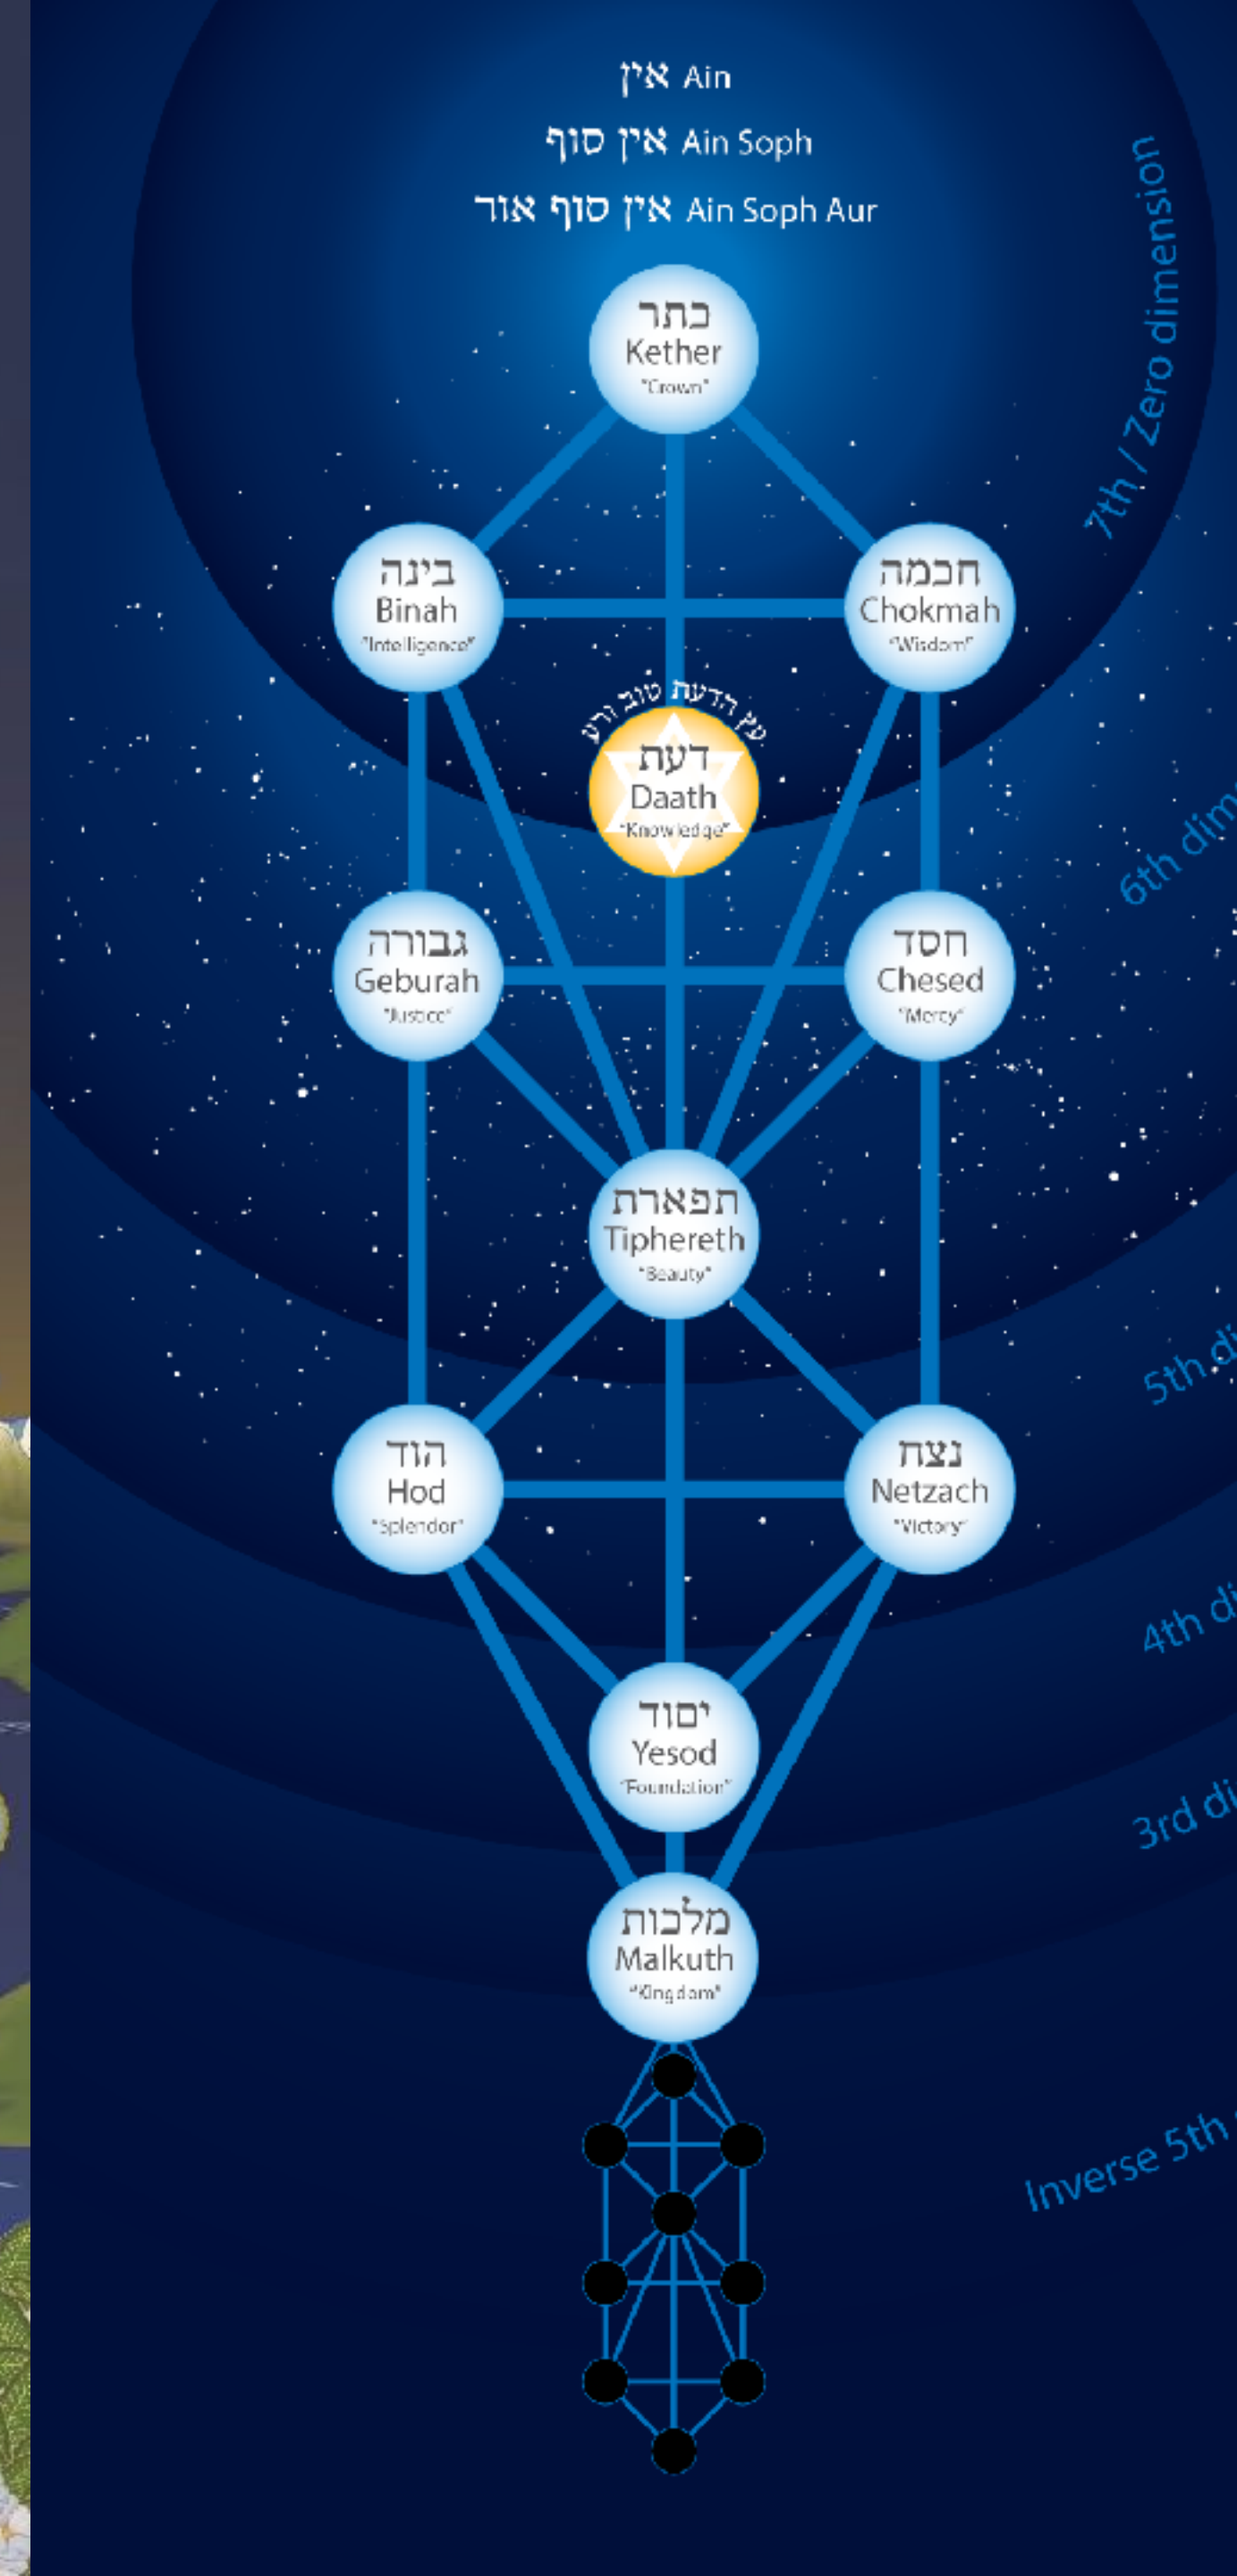 אין Ain
אין סוף Ain Soph
אין סוף אור Ain Soph Aur
7th / Zero dimension
כתר
Kether
"Crown"
בינה
Binah
"Intelligence"
חכמה
Chokmah
"Wisdom"
עץ הדעת טוב ורע
דעת
Daath
"Knowledge"
6th
גבורה
Geburah
"Justice"
חסד
Chesed
"Mercy"
תפארת
Tiphereth
"Beauty"
5th
הוד
Hod
"Splendor"
נצח
Netzach
"Victory"
4th
יסוד
Yesod
"Foundation"
3rd
מלכות
Malkuth
"Kingdom"
Inverse 5th